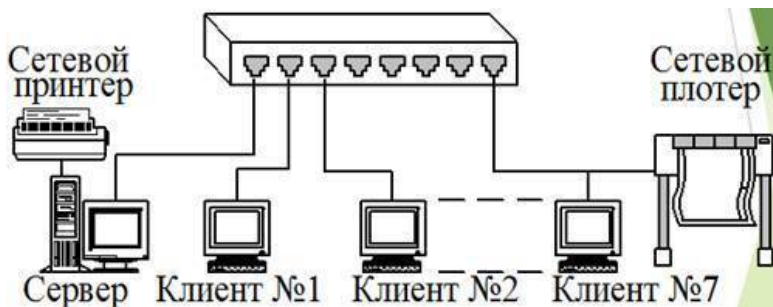 Сетевой
принтер
Сетевой
плотер
Сервер
Клиент №1
Клиент №2
Клиент №7